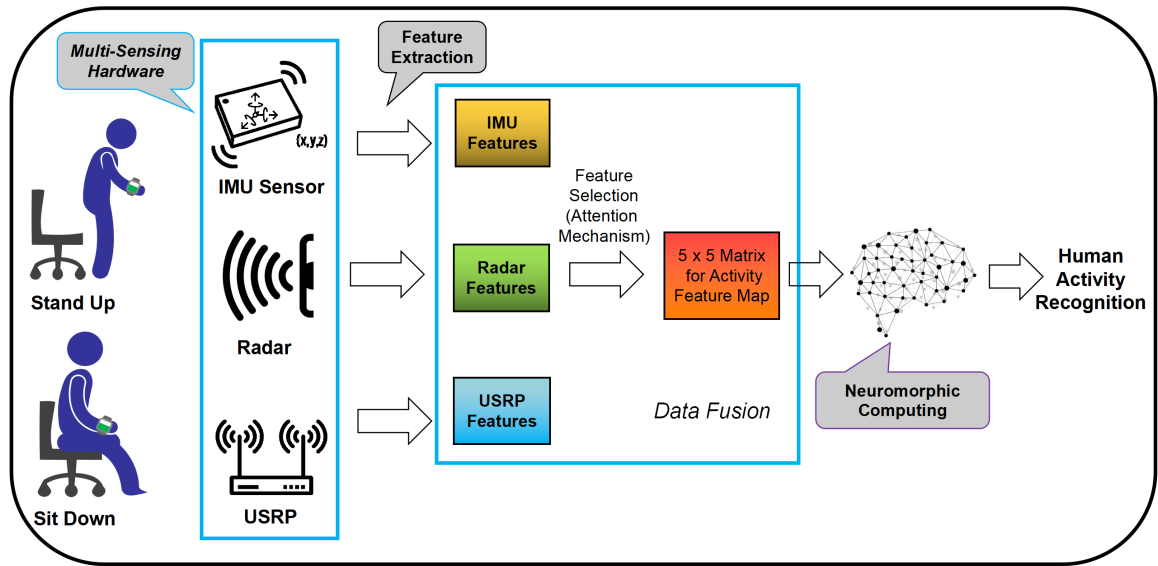 Multi-Sensing
Hardware
Feature
Extraction
(x,y,z)
IMU Sensor
Stand Up
Radar
Sit Down
USRP
IMU
Features
Radar
Features
USRP
Features
Feature
Selection
(Attention
Mechanism)
5 x 5 Matrix
for Activity
Feature Map
Data Fusion
Neuromorphic
Computing
Human
Activity
Recognition